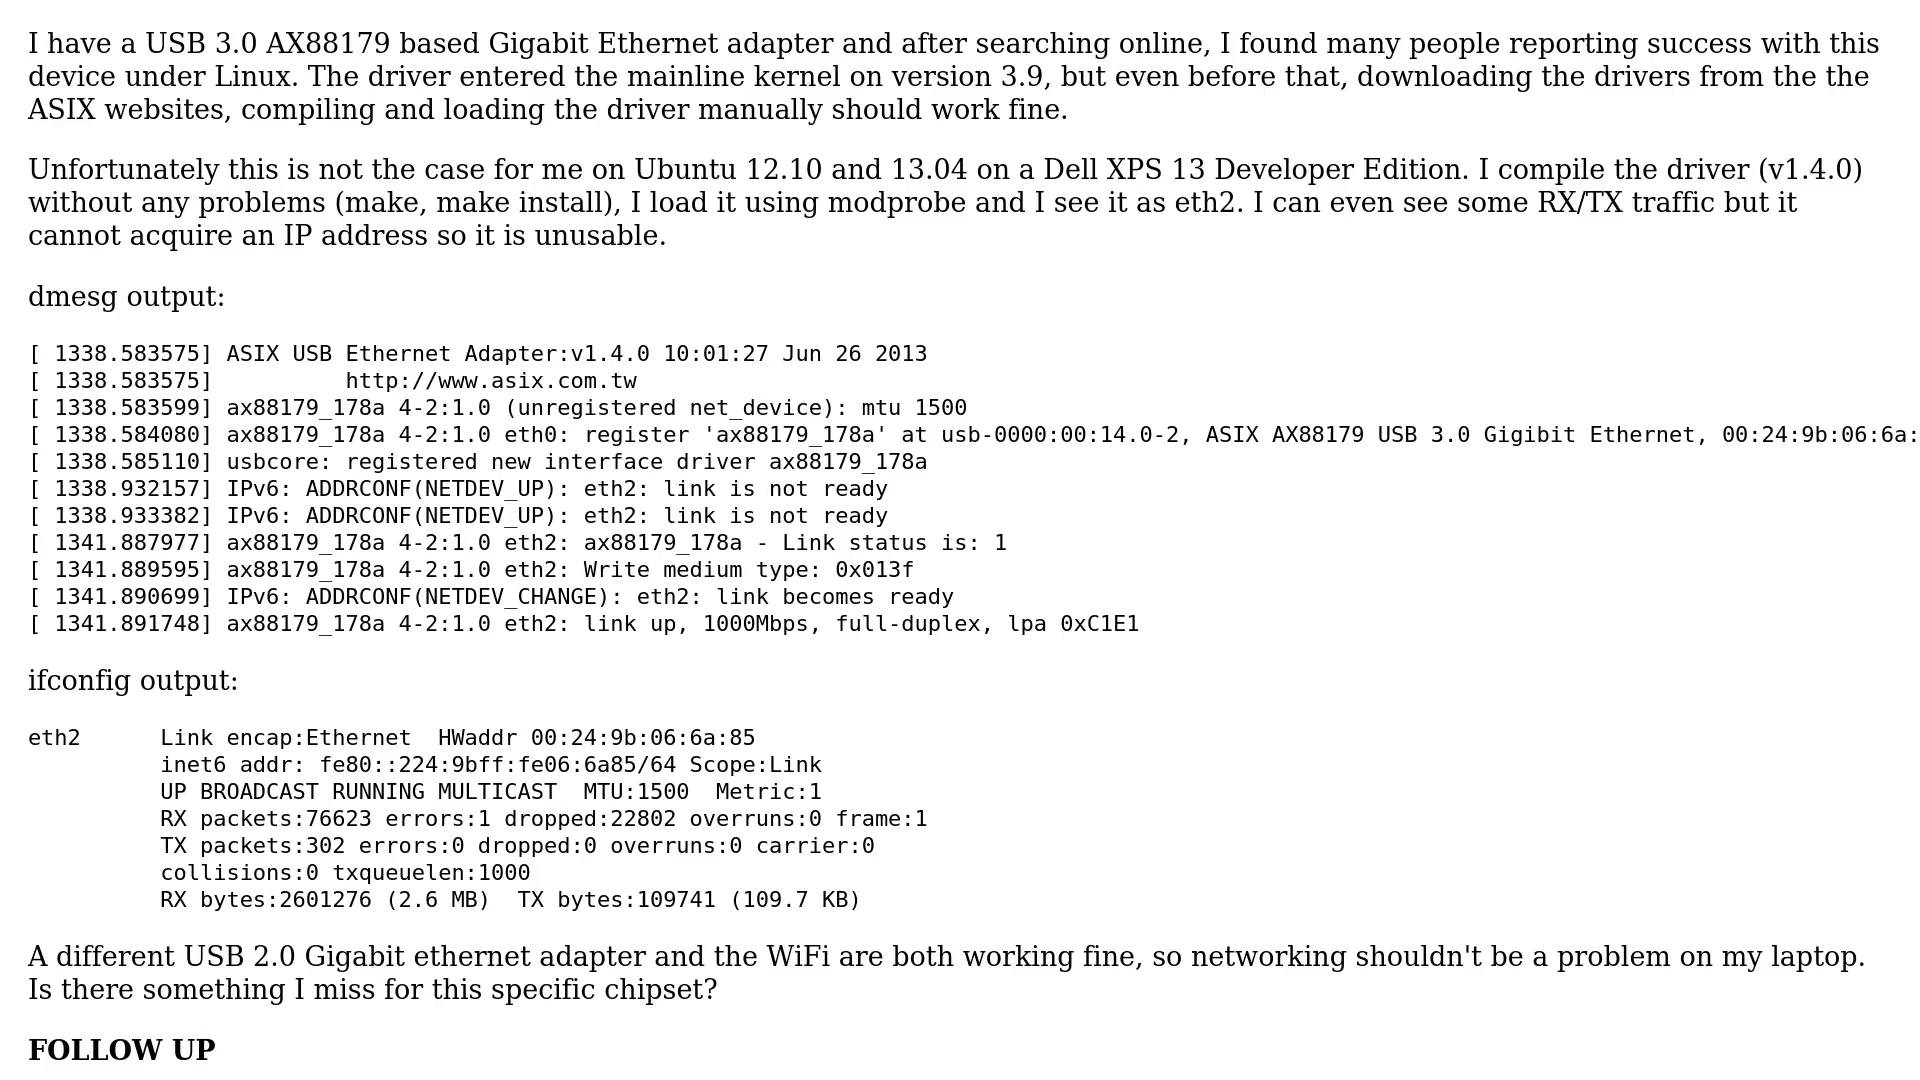 I have a USB 3.0 AX88179 based Gigabit Ethernet adapter and after searching online, I found many people reporting success with this
device under Linux. The driver entered the mainline kernel on version 3.9, but even before that, downloading the drivers from the the
ASIX websites, compiling and loading the driver manually should work fine.
Unfortunately this is not the case for me on Ubuntu 12.10 and 13.04 on a Dell XPS 13 Developer Edition. I compile the driver (v1.4.0)
without any problems (make, make install), I load it using modprobe and I see it as eth2. I can even see some RX/TX traffic but it
cannot acquire an IP address so it is unusable.
dmesg output:
[ 1338.583575] ASIX USB Ethernet Adapter:v1.4.0 10:01:27 Jun 26 2013
[ 1338.583575]          http://www.asix.com.tw
[ 1338.583599] ax88179_178a 4-2:1.0 (unregistered net_device): mtu 1500
[ 1338.584080] ax88179_178a 4-2:1.0 eth0: register 'ax88179_178a' at usb-0000:00:14.0-2, ASIX AX88179 USB 3.0 Gigibit Ethernet, 00:24:9b:06:6a:
[ 1338.585110] usbcore: registered new interface driver ax88179_178a
[ 1338.932157] IPv6: ADDRCONF(NETDEV_UP): eth2: link is not ready
[ 1338.933382] IPv6: ADDRCONF(NETDEV_UP): eth2: link is not ready
[ 1341.887977] ax88179_178a 4-2:1.0 eth2: ax88179_178a - Link status is: 1
[ 1341.889595] ax88179_178a 4-2:1.0 eth2: Write medium type: 0x013f
[ 1341.890699] IPv6: ADDRCONF(NETDEV_CHANGE): eth2: link becomes ready
[ 1341.891748] ax88179_178a 4-2:1.0 eth2: link up, 1000Mbps, full-duplex, lpa 0xC1E1
ifconfig output:
eth2      Link encap:Ethernet  HWaddr 00:24:9b:06:6a:85
          inet6 addr: fe80::224:9bff:fe06:6a85/64 Scope:Link
          UP BROADCAST RUNNING MULTICAST  MTU:1500  Metric:1
          RX packets:76623 errors:1 dropped:22802 overruns:0 frame:1
          TX packets:302 errors:0 dropped:0 overruns:0 carrier:0
          collisions:0 txqueuelen:1000
          RX bytes:2601276 (2.6 MB)  TX bytes:109741 (109.7 KB)
A different USB 2.0 Gigabit ethernet adapter and the WiFi are both working fine, so networking shouldn't be a problem on my laptop.
Is there something I miss for this specific chipset?
FOLLOW UP